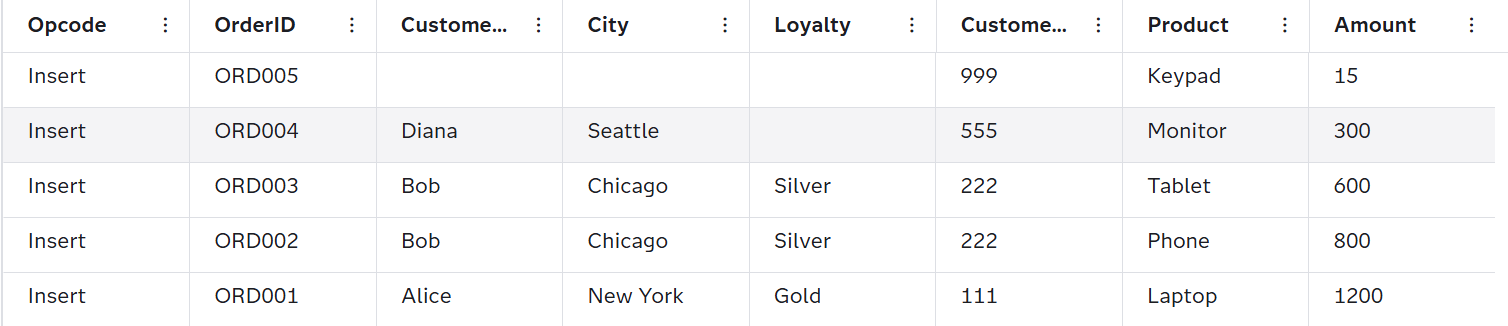 Opcode OrderID Custome... City Loyalty Custome... Product Amount
Insert ORD005 999 Keypad 15
Insert ORD004 Diana Seattle 555 Monitor 300
Insert ORD003 Bob Chicago Silver 222 Tablet 600
Insert ORD002 Bob Chicago Silver 222 Phone 800
Insert ORD001 Alice New York Gold 111 Laptop 1200